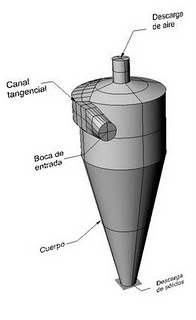 Descarga
de aire
Canal
tangencial
Boca de
entrada
Cuerpo
Descarga
de sólidos